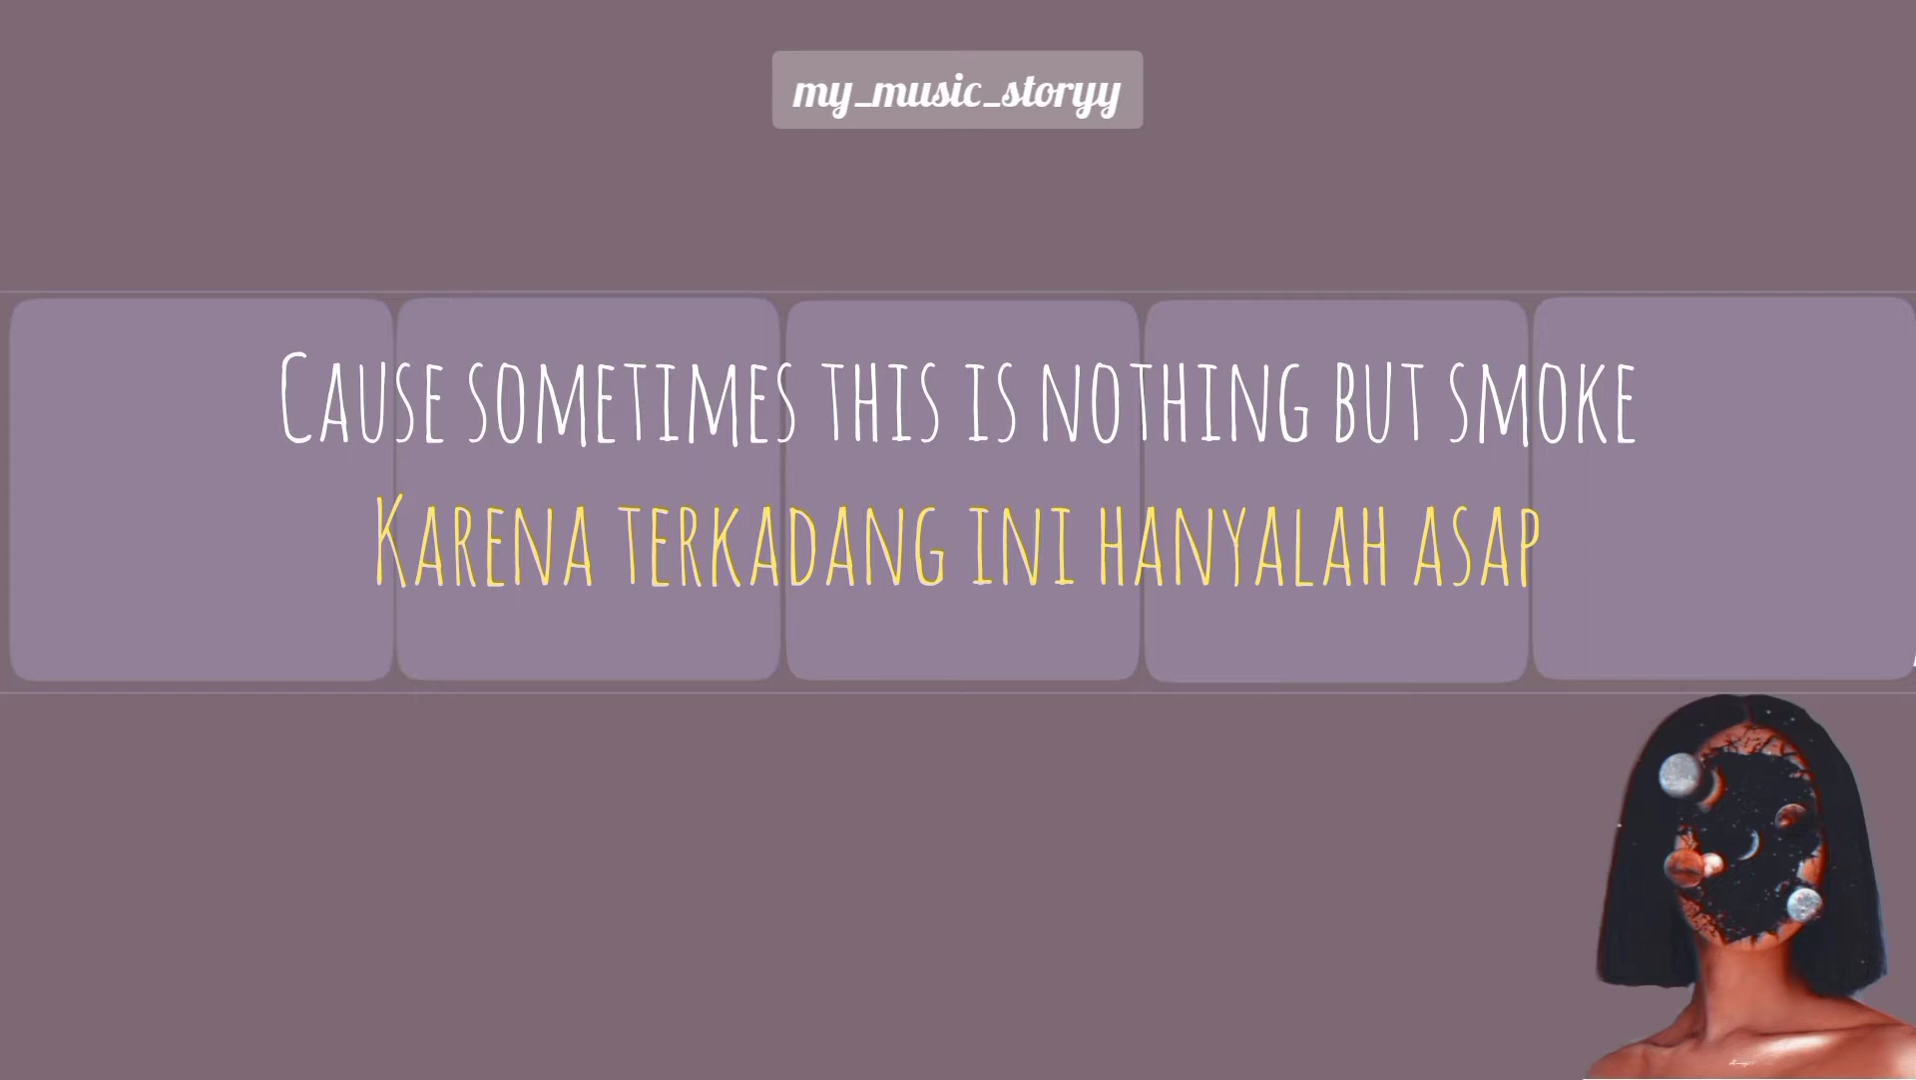 my_music_storyy
Cause sometimes this is nothing but smoke
Karena terkadang ini hanyalah asap